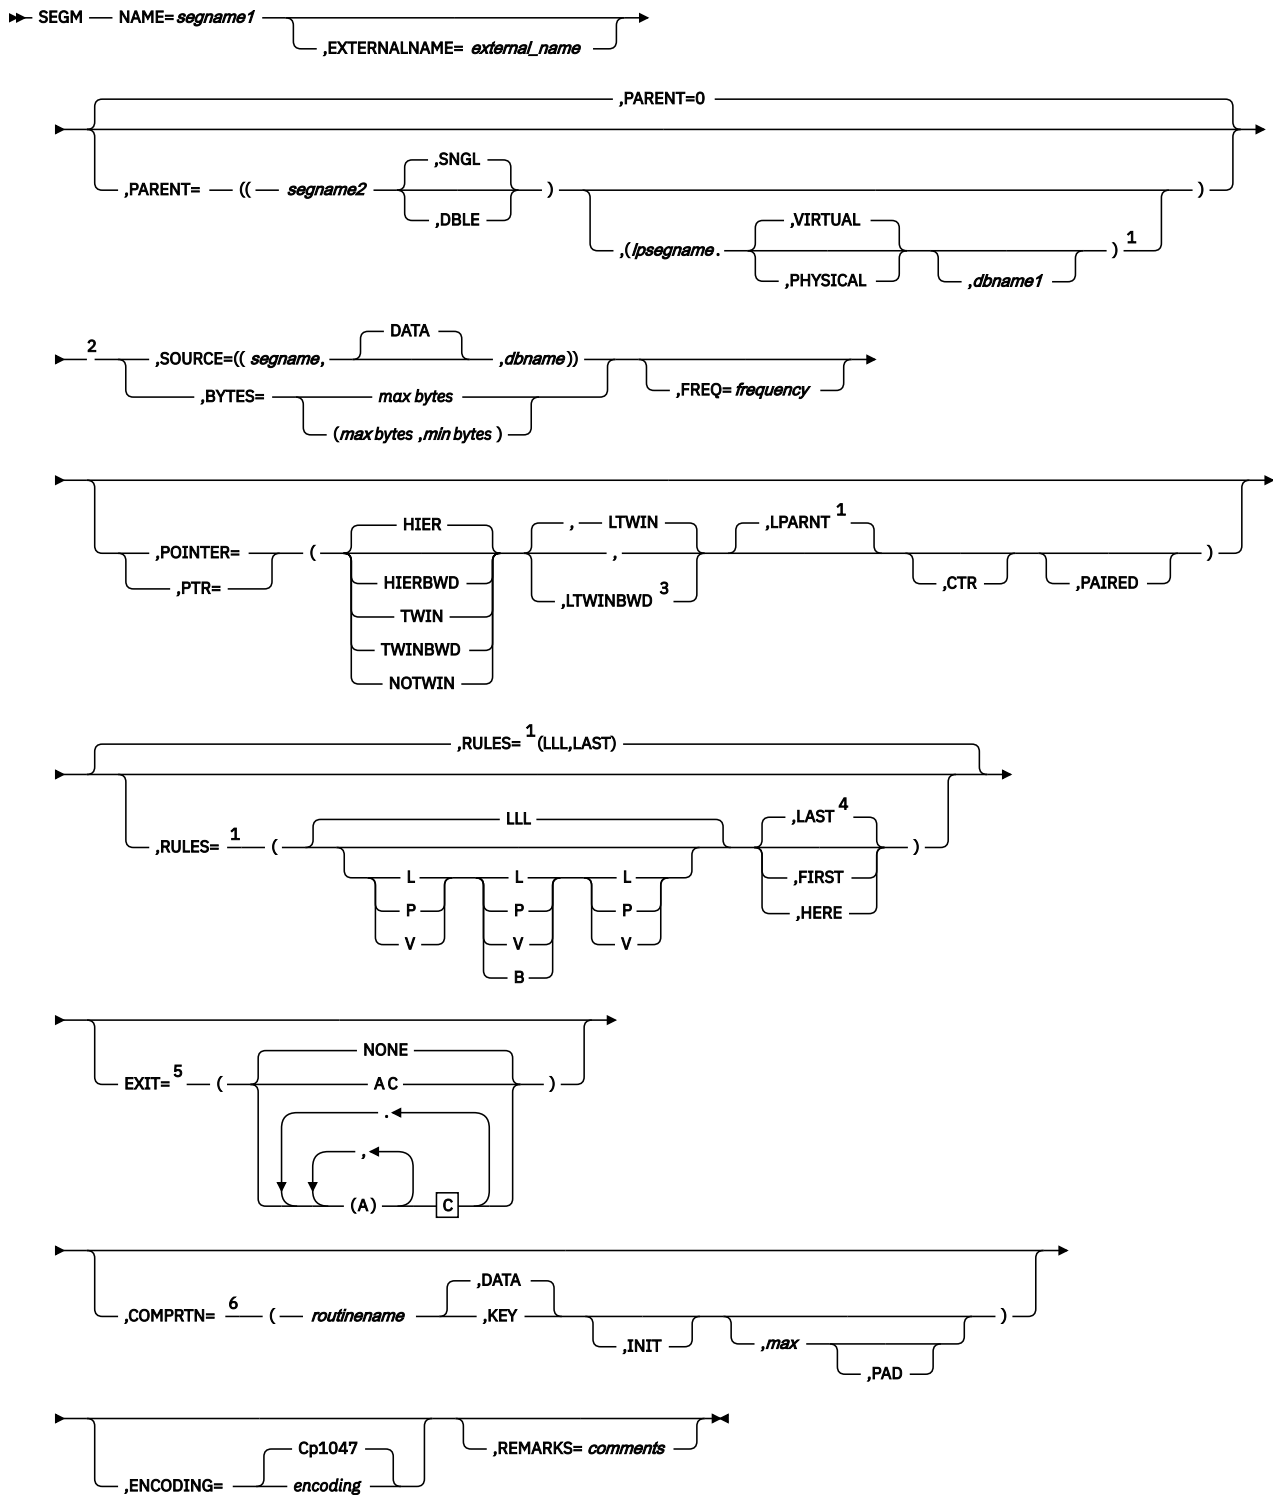 SEGM NAME= segname1
,EXTERNALNAME= external_name
,PARENT=0
,PARENT= (( segname2 ,SNGL )
,DBLE
,(lpsegname. ,VIRTUAL
,PHYSICAL
,dbname1
) 1
)
2
,SOURCE=(( segname, DATA ,dbname))
,BYTES= max bytes
(max bytes ,min bytes )
,FREQ= frequency
,POINTER=
,PTR=
(
HIER
HIERBWD
TWIN
TWINBWD
NOTWIN
, LTWIN
,
,LTWINBWD 3
,LPARNT 1
,CTR
,PAIRED
)
,RULES= 1 (LLL,LAST)
,RULES= 1 (
LLL
L L L
P P P
V V V
B
,LAST 4
,FIRST
,HERE
)
EXIT= 5 (
NONE
A C
.
,
(A) C
)
,COMPRTN= 6 ( routinename
,DATA
,KEY
,INIT
,max
,PAD
)
,ENCODING=
Cp1047
encoding
,REMARKS= comments